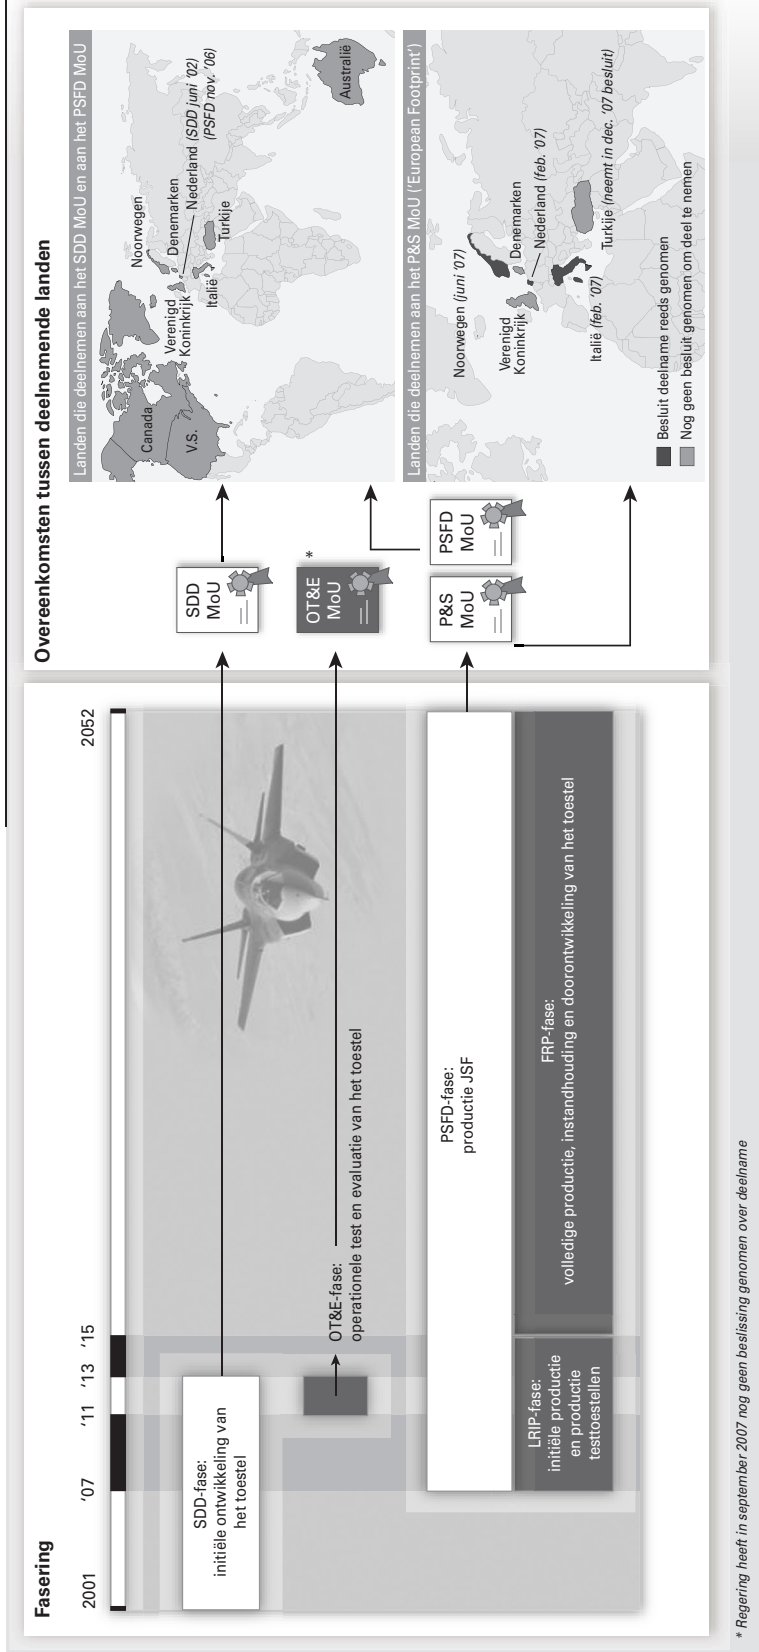 Fasering
2001
'07
'11
'13
'15
2052
SDD-fase:
initiële ontwikkeling van
het toestel
OT&E-fase:
operationele test en evaluatie van het toestel
PSFD-fase:
productie JSF
LRIP-fase:
initiële productie
en productie
testtoestellen
FRP-fase:
volledige productie, instandhouding en doorontwikkeling van het toestel
Overeenkomsten tussen deelnemende landen
SDD
MoU
OT&E
MoU
*
P&S
MoU
PSFD
MoU
Landen die deelnemen aan het SDD MoU en aan het PSFD MoU
Canada
V.S.
Noorwegen
Denemarken
Nederland (SDD juni '02)
(PSFD nov. '06)
Verenigd
Koninkrijk
Italië
Turkije
Australië
Landen die deelnemen aan het P&S MoU ('European Footprint')
Noorwegen (juni '07)
Denemarken
Nederland (feb. '07)
Verenigd
Koninkrijk
Italië (feb. '07)
Turkije (neemt in dec. '07 besluit)
Besluit deelname reeds genomen
Nog geen besluit genomen om deel te nemen
* Regering heeft in september 2007 nog geen beslissing genomen over deelname